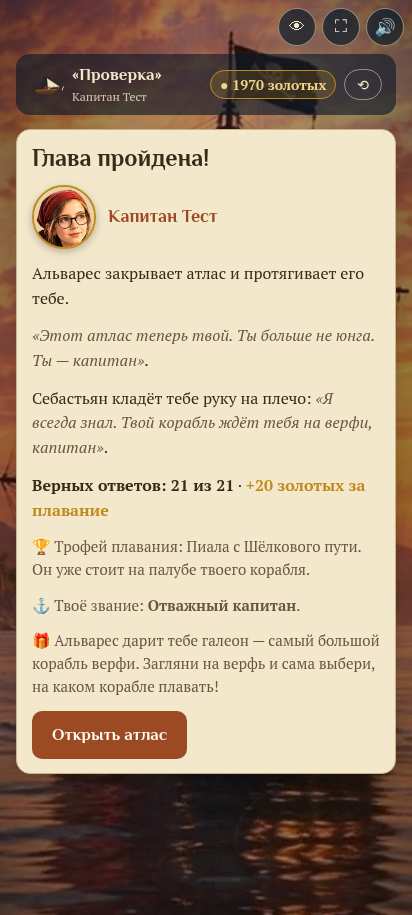 «Проверка»
Капитан Тест
● 1970 золотых
⟲
Глава пройдена!
Капитан Тест
Альварес закрывает атлас и протягивает его
тебе.
«Этот атлас теперь твой. Ты больше не юнга.
Ты — капитан».
Себастьян кладёт тебе руку на плечо: «Я
всегда знал. Твой корабль ждёт тебя на верфи,
капитан».
Верных ответов: 21 из 21 · +20 золотых за
плавание
🏆 Трофей плавания: Пиала с Шёлкового пути.
Он уже стоит на палубе твоего корабля.
⚓ Твоё звание: Отважный капитан.
🎁 Альварес дарит тебе галеон — самый большой
корабль верфи. Загляни на верфь и сама выбери,
на каком корабле плавать!
Открыть атлас